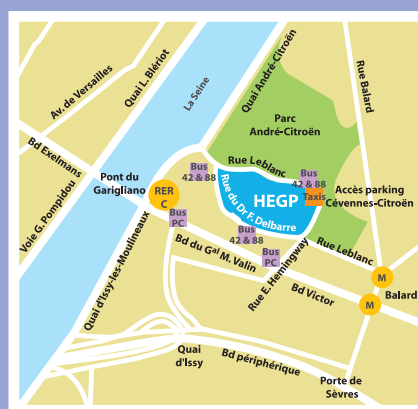 Av. de Versailles
Quai L. Blériot
La Seine
Quai André-Citroën
Rue Balard
Parc
André-Citroën
Bd Exelmans
Voie G. Pompidou
Pont du
Garigliano
RER
C
Bus
42 & 88
Rue Leblanc
Bus
42 & 88
Taxis
HEGP
Rue du Dr F. Delbarre
Accès parking
Cévennes-Citroën
Bus
PC
Bus
42 & 88
Bus
PC
Quai d'Issy-les-Moulineaux
Bd du Gal M. Valin
Rue E. Hemingway
Rue Leblanc
Bd Victor
M
Balard
M
Quai
d'Issy
Bd périphérique
Porte de
Sèvres